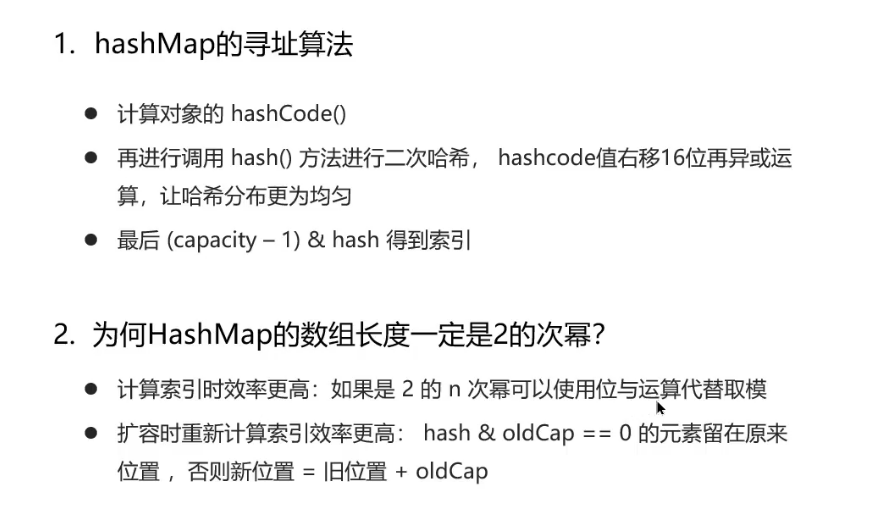 1. hashMap的寻址算法
● 计算对象的 hashCode()
● 再进行调用 hash() 方法进行二次哈希， hashcode值右移16位再异或运
算，让哈希分布更为均匀
● 最后 (capacity – 1) & hash 得到索引
2. 为何HashMap的数组长度一定是2的次幂？
● 计算索引时效率更高：如果是 2 的 n 次幂可以使用位与运算代替取模
● 扩容时重新计算索引效率更高： hash & oldCap == 0 的元素留在原来
位置 ，否则新位置 = 旧位置 + oldCap